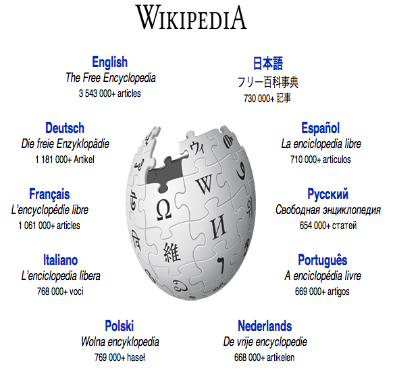 WIKIPEDIA
English
The Free Encyclopedia
3 543 000+ articles
日本語
フリー百科事典
730 000+ 記事
Deutsch
Die freie Enzyklopädie
1 181 000+ Artikel
Español
La enciclopedia libre
710 000+ artículos
Français
L'encyclopédie libre
1 061 000+ articles
Русский
Свободная энциклопедия
654 000+ статей
Italiano
L'enciclopedia libera
768 000+ voci
Português
A enciclopédia livre
669 000+ artigos
Polski
Wolna encyklopedia
769 000+ haseł
Nederlands
De vrije encyclopedie
668 000+ artikelen
ウィ
Ω
W
И
維